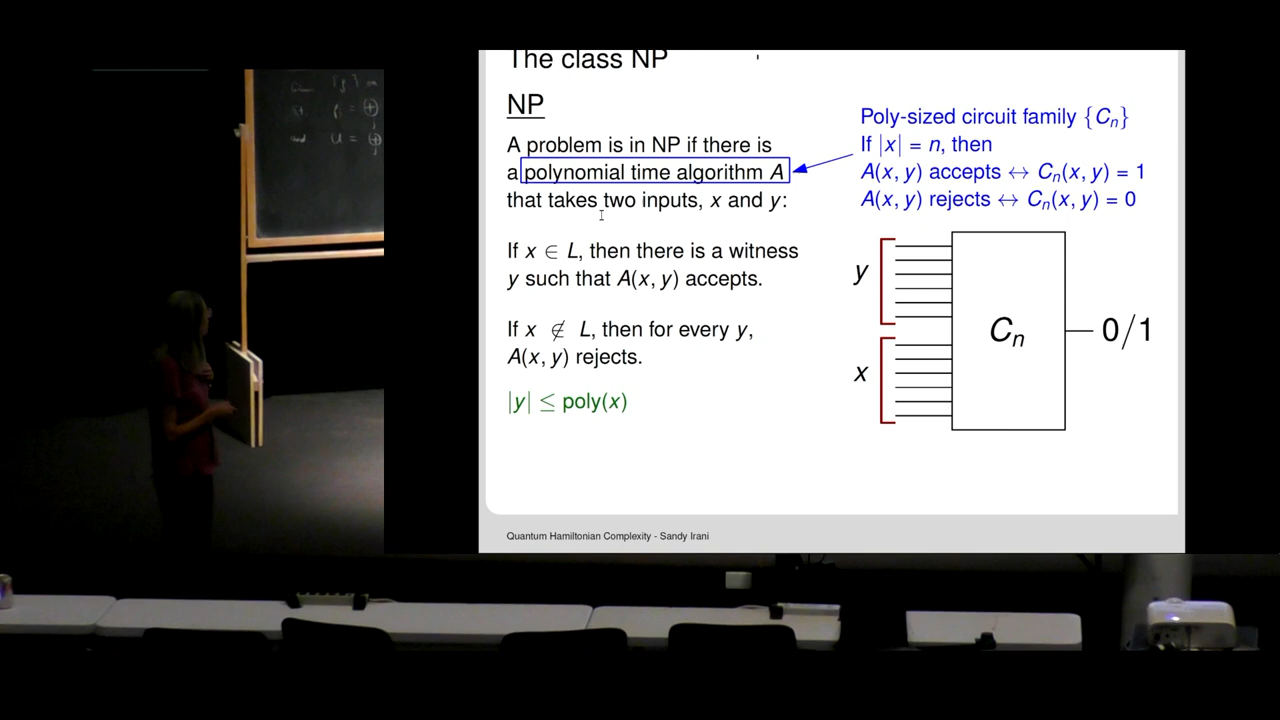 The class NP
NP
A problem is in NP if there is
a polynomial time algorithm A
that takes two inputs, x and y:
If x ∈ L, then there is a witness
y such that A(x, y) accepts.
If x ∉ L, then for every y,
A(x, y) rejects.
|y| ≤ poly(x)
Poly-sized circuit family {Cₙ}
If |x| = n, then
A(x, y) accepts ↔ Cₙ(x, y) = 1
A(x, y) rejects ↔ Cₙ(x, y) = 0
y
x
Cₙ
0/1
Quantum Hamiltonian Complexity - Sandy Irani
and U = ⊕